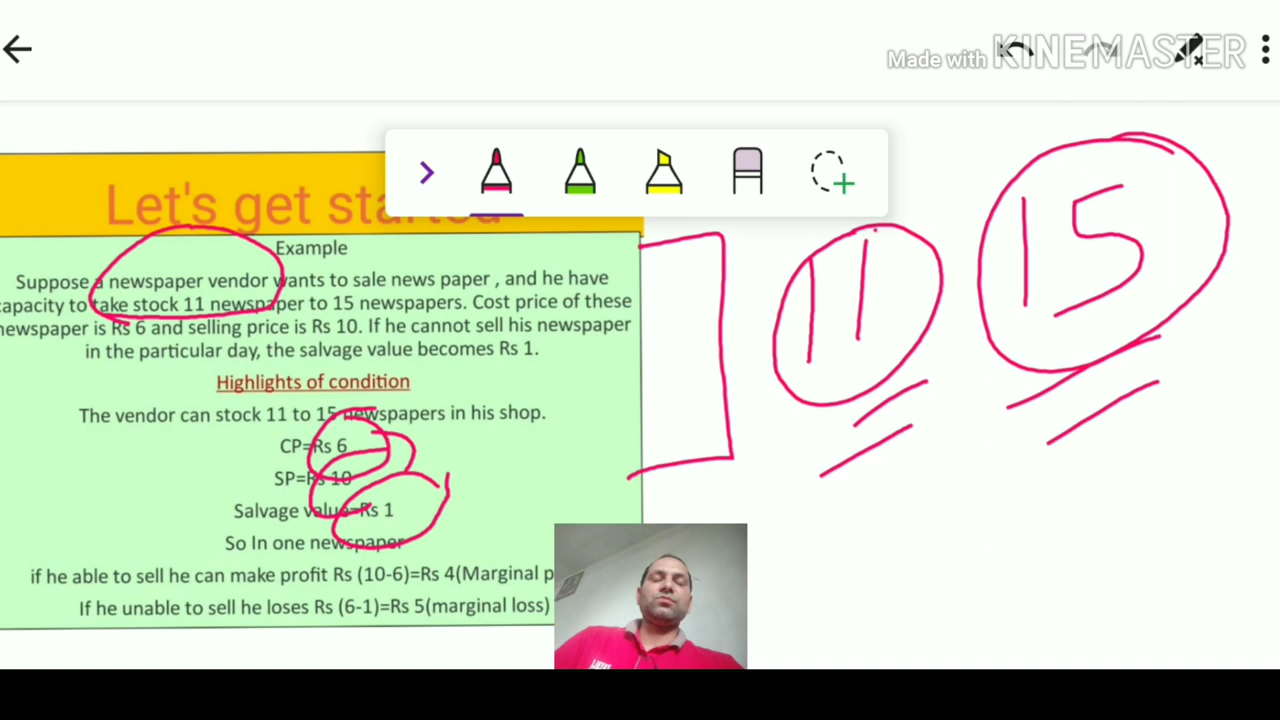 Made with KINEMASTER
Let's get started
Example
Suppose a newspaper vendor wants to sale news paper , and he have
capacity to take stock 11 newspaper to 15 newspapers. Cost price of these
newspaper is Rs 6 and selling price is Rs 10. If he cannot sell his newspaper
in the particular day, the salvage value becomes Rs 1.
Highlights of condition
The vendor can stock 11 to 15 newspapers in his shop.
CP=Rs 6
SP=Rs 10
Salvage value=Rs 1
So In one newspaper
if he able to sell he can make profit Rs (10-6)=Rs 4(Marginal p
If he unable to sell he loses Rs (6-1)=Rs 5(marginal loss)
11
15